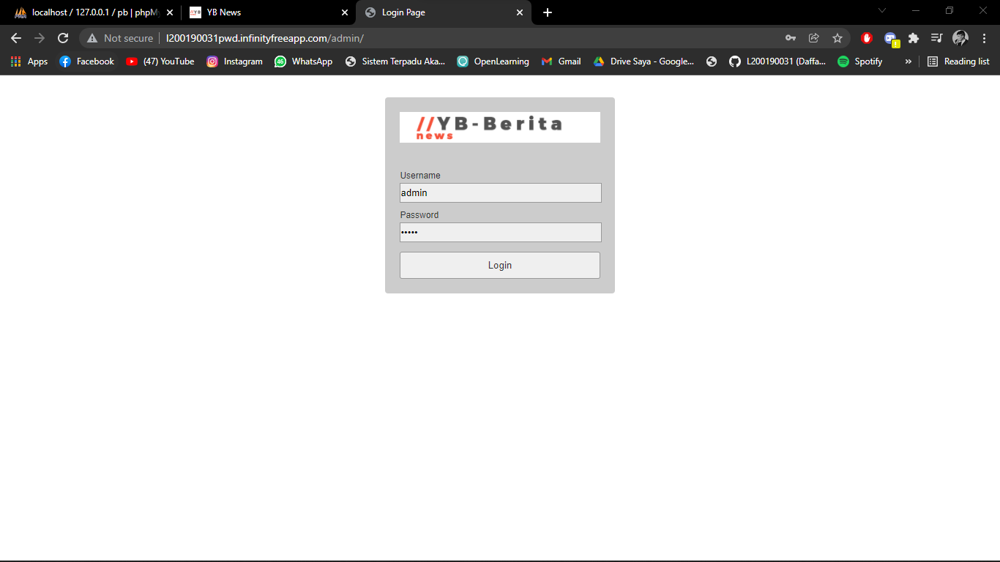 localhost / 127.0.0.1 / pb | phpMy
YB News
Login Page
Not secure
l200190031pwd.infinityfreeapp.com/admin/
Apps
Facebook
(47) YouTube
Instagram
46
WhatsApp
Sistem Terpadu Aka...
OpenLearning
Gmail
Drive Saya - Google...
L200190031 (Daffa...
Spotify
»
Reading list
//YB-Berita
news
Username
admin
Password
•••••
Login